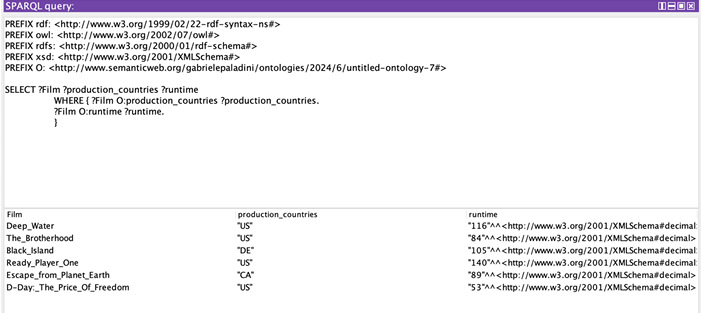 SPARQL query:
PREFIX rdf: <http://www.w3.org/1999/02/22-rdf-syntax-ns#>
PREFIX owl: <http://www.w3.org/2002/07/owl#>
PREFIX rdfs: <http://www.w3.org/2000/01/rdf-schema#>
PREFIX xsd: <http://www.w3.org/2001/XMLSchema#>
PREFIX O: <http://www.semanticweb.org/gabrielepaladini/ontologies/2024/6/untitled-ontology-7#>
SELECT ?Film ?production_countries ?runtime
WHERE { ?Film O:production_countries ?production_countries.
?Film O:runtime ?runtime.
}
Film production_countries runtime
Deep_Water "US" "116"^^<http://www.w3.org/2001/XMLSchema#decimal
The_Brotherhood "US" "84"^^<http://www.w3.org/2001/XMLSchema#decimal>
Black_Island "DE" "105"^^<http://www.w3.org/2001/XMLSchema#decimal
Ready_Player_One "US" "140"^^<http://www.w3.org/2001/XMLSchema#decimal
Escape_from_Planet_Earth "CA" "89"^^<http://www.w3.org/2001/XMLSchema#decimal>
D-Day:_The_Price_Of_Freedom "US" "53"^^<http://www.w3.org/2001/XMLSchema#decimal>